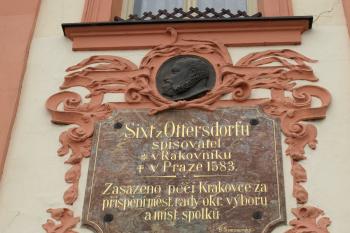 Sixt z Ottersdorfu
spisovatel
* v Rakovníku
† v Praze 1583.
Zasazeno péčí Krakovce za
přispění měst. rady okr. výboru
a míst. spolků